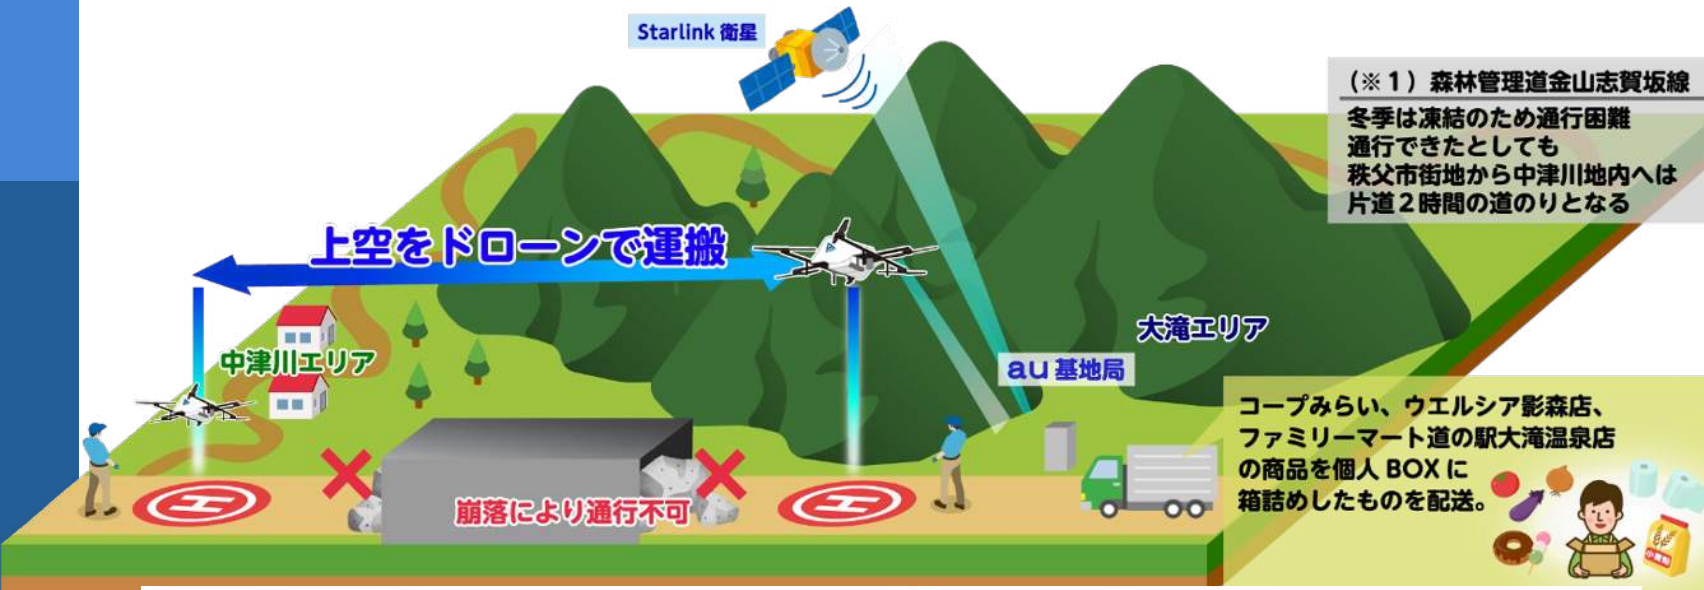 Starlink 衛星
（※１）森林管理道金山志賀坂線
冬季は凍結のため通行困難
通行できたとしても
秩父市街地から中津川地内へは
片道２時間の道のりとなる
上空をドローンで運搬
大滝エリア
中津川エリア
au 基地局
コープみらい、ウエルシア影森店、
ファミリーマート道の駅大滝温泉店
の商品を個人 BOX に
箱詰めしたものを配送。
崩落により通行不可
H
H
小麦粉